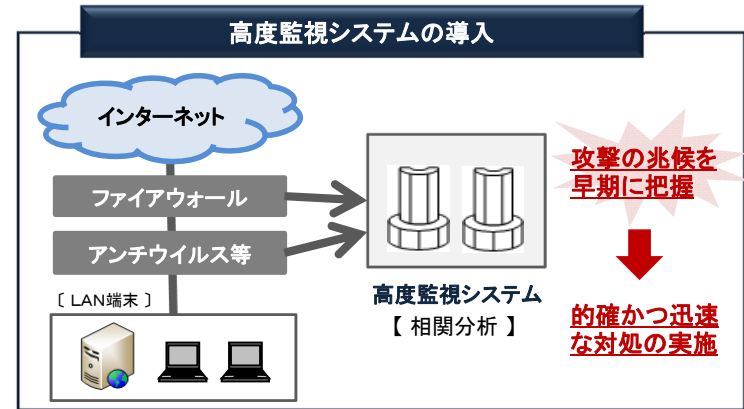 高度監視システムの導入
インターネット
ファイアウォール
アンチウイルス等
〔 LAN端末 〕
高度監視システム
【 相関分析 】
攻撃の兆候を
早期に把握
的確かつ迅速
な対処の実施